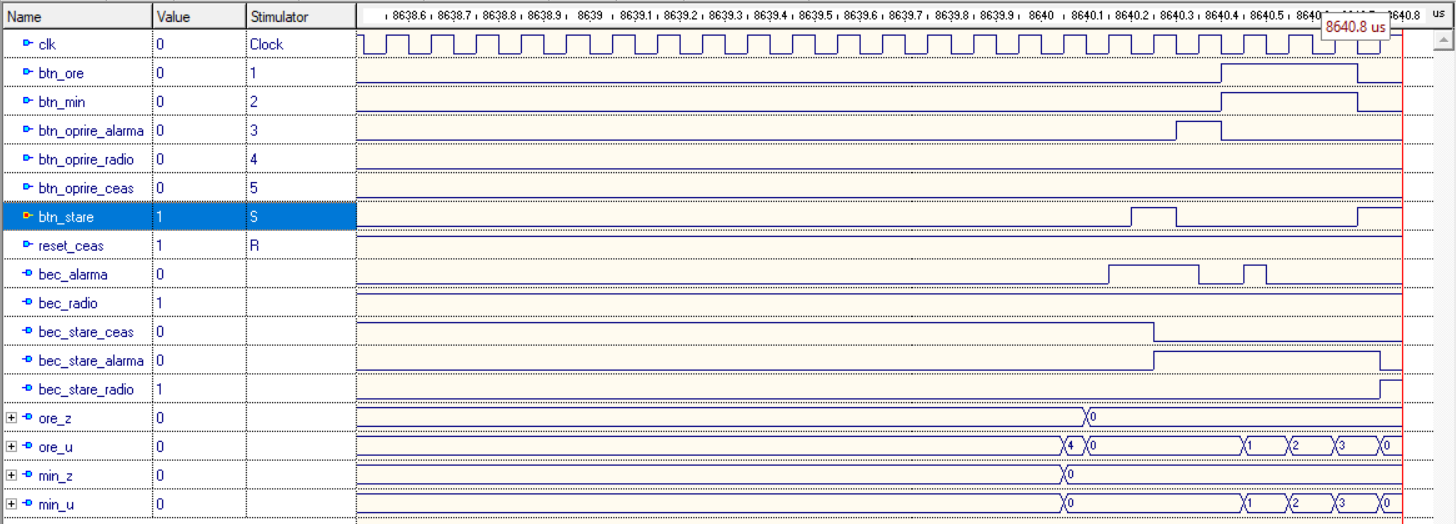 Name Value Stimulator 8638.6 8638.7 8638.8 8638.9 8639 8639.1 8639.2 8639.3 8639.4 8639.5 8639.6 8639.7 8639.8 8639.9 8640 8640.1 8640.2 8640.3 8640.4 8640.5 8640.8 us
8640.8 us
clk 0 Clock
btn_ore 0 1
btn_min 0 2
btn_oprire_alarma 0 3
btn_oprire_radio 0 4
btn_oprire_ceas 0 5
btn_stare 1 S
reset_ceas 1 R
bec_alarma 0
bec_radio 1
bec_stare_ceas 0
bec_stare_alarma 0
bec_stare_radio 1
ore_z 0 0
ore_u 0 4 0 1 2 3 0
min_z 0 0
min_u 0 0 1 2 3 0